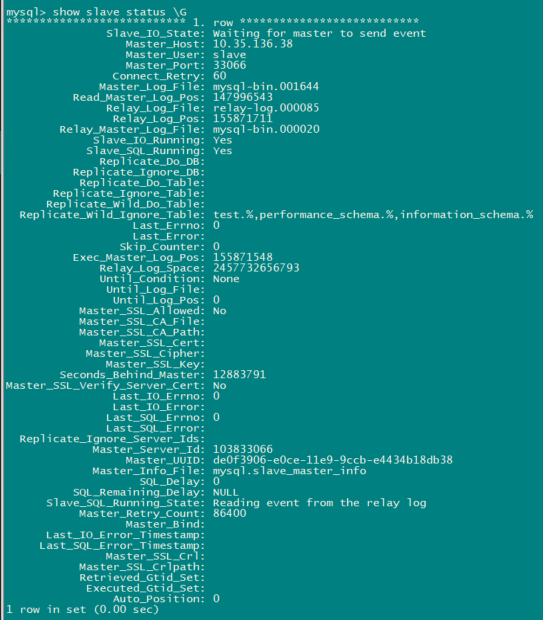 mysql> show slave status \G
*************************** 1. row ***************************
Slave_IO_State: Waiting for master to send event
Master_Host: 10.35.136.38
Master_User: slave
Master_Port: 33066
Connect_Retry: 60
Master_Log_File: mysql-bin.001644
Read_Master_Log_Pos: 147996543
Relay_Log_File: relay-log.000085
Relay_Log_Pos: 155871711
Relay_Master_Log_File: mysql-bin.000020
Slave_IO_Running: Yes
Slave_SQL_Running: Yes
Replicate_Do_DB:
Replicate_Ignore_DB:
Replicate_Do_Table:
Replicate_Ignore_Table:
Replicate_Wild_Do_Table:
Replicate_Wild_Ignore_Table: test.%,performance_schema.%,information_schema.%
Last_Errno: 0
Last_Error:
Skip_Counter: 0
Exec_Master_Log_Pos: 155871548
Relay_Log_Space: 2457732656793
Until_Condition: None
Until_Log_File:
Until_Log_Pos: 0
Master_SSL_Allowed: No
Master_SSL_CA_File:
Master_SSL_CA_Path:
Master_SSL_Cert:
Master_SSL_Cipher:
Master_SSL_Key:
Seconds_Behind_Master: 12883791
Master_SSL_Verify_Server_Cert: No
Last_IO_Errno: 0
Last_IO_Error:
Last_SQL_Errno: 0
Last_SQL_Error:
Replicate_Ignore_Server_Ids:
Master_Server_Id: 103833066
Master_UUID: de0f3906-e0ce-11e9-9ccb-e4434b18db38
Master_Info_File: mysql.slave_master_info
SQL_Delay: 0
SQL_Remaining_Delay: NULL
Slave_SQL_Running_State: Reading event from the relay log
Master_Retry_Count: 86400
Master_Bind:
Last_IO_Error_Timestamp:
Last_SQL_Error_Timestamp:
Master_SSL_Crl:
Master_SSL_Crlpath:
Retrieved_Gtid_Set:
Executed_Gtid_Set:
Auto_Position: 0
1 row in set (0.00 sec)